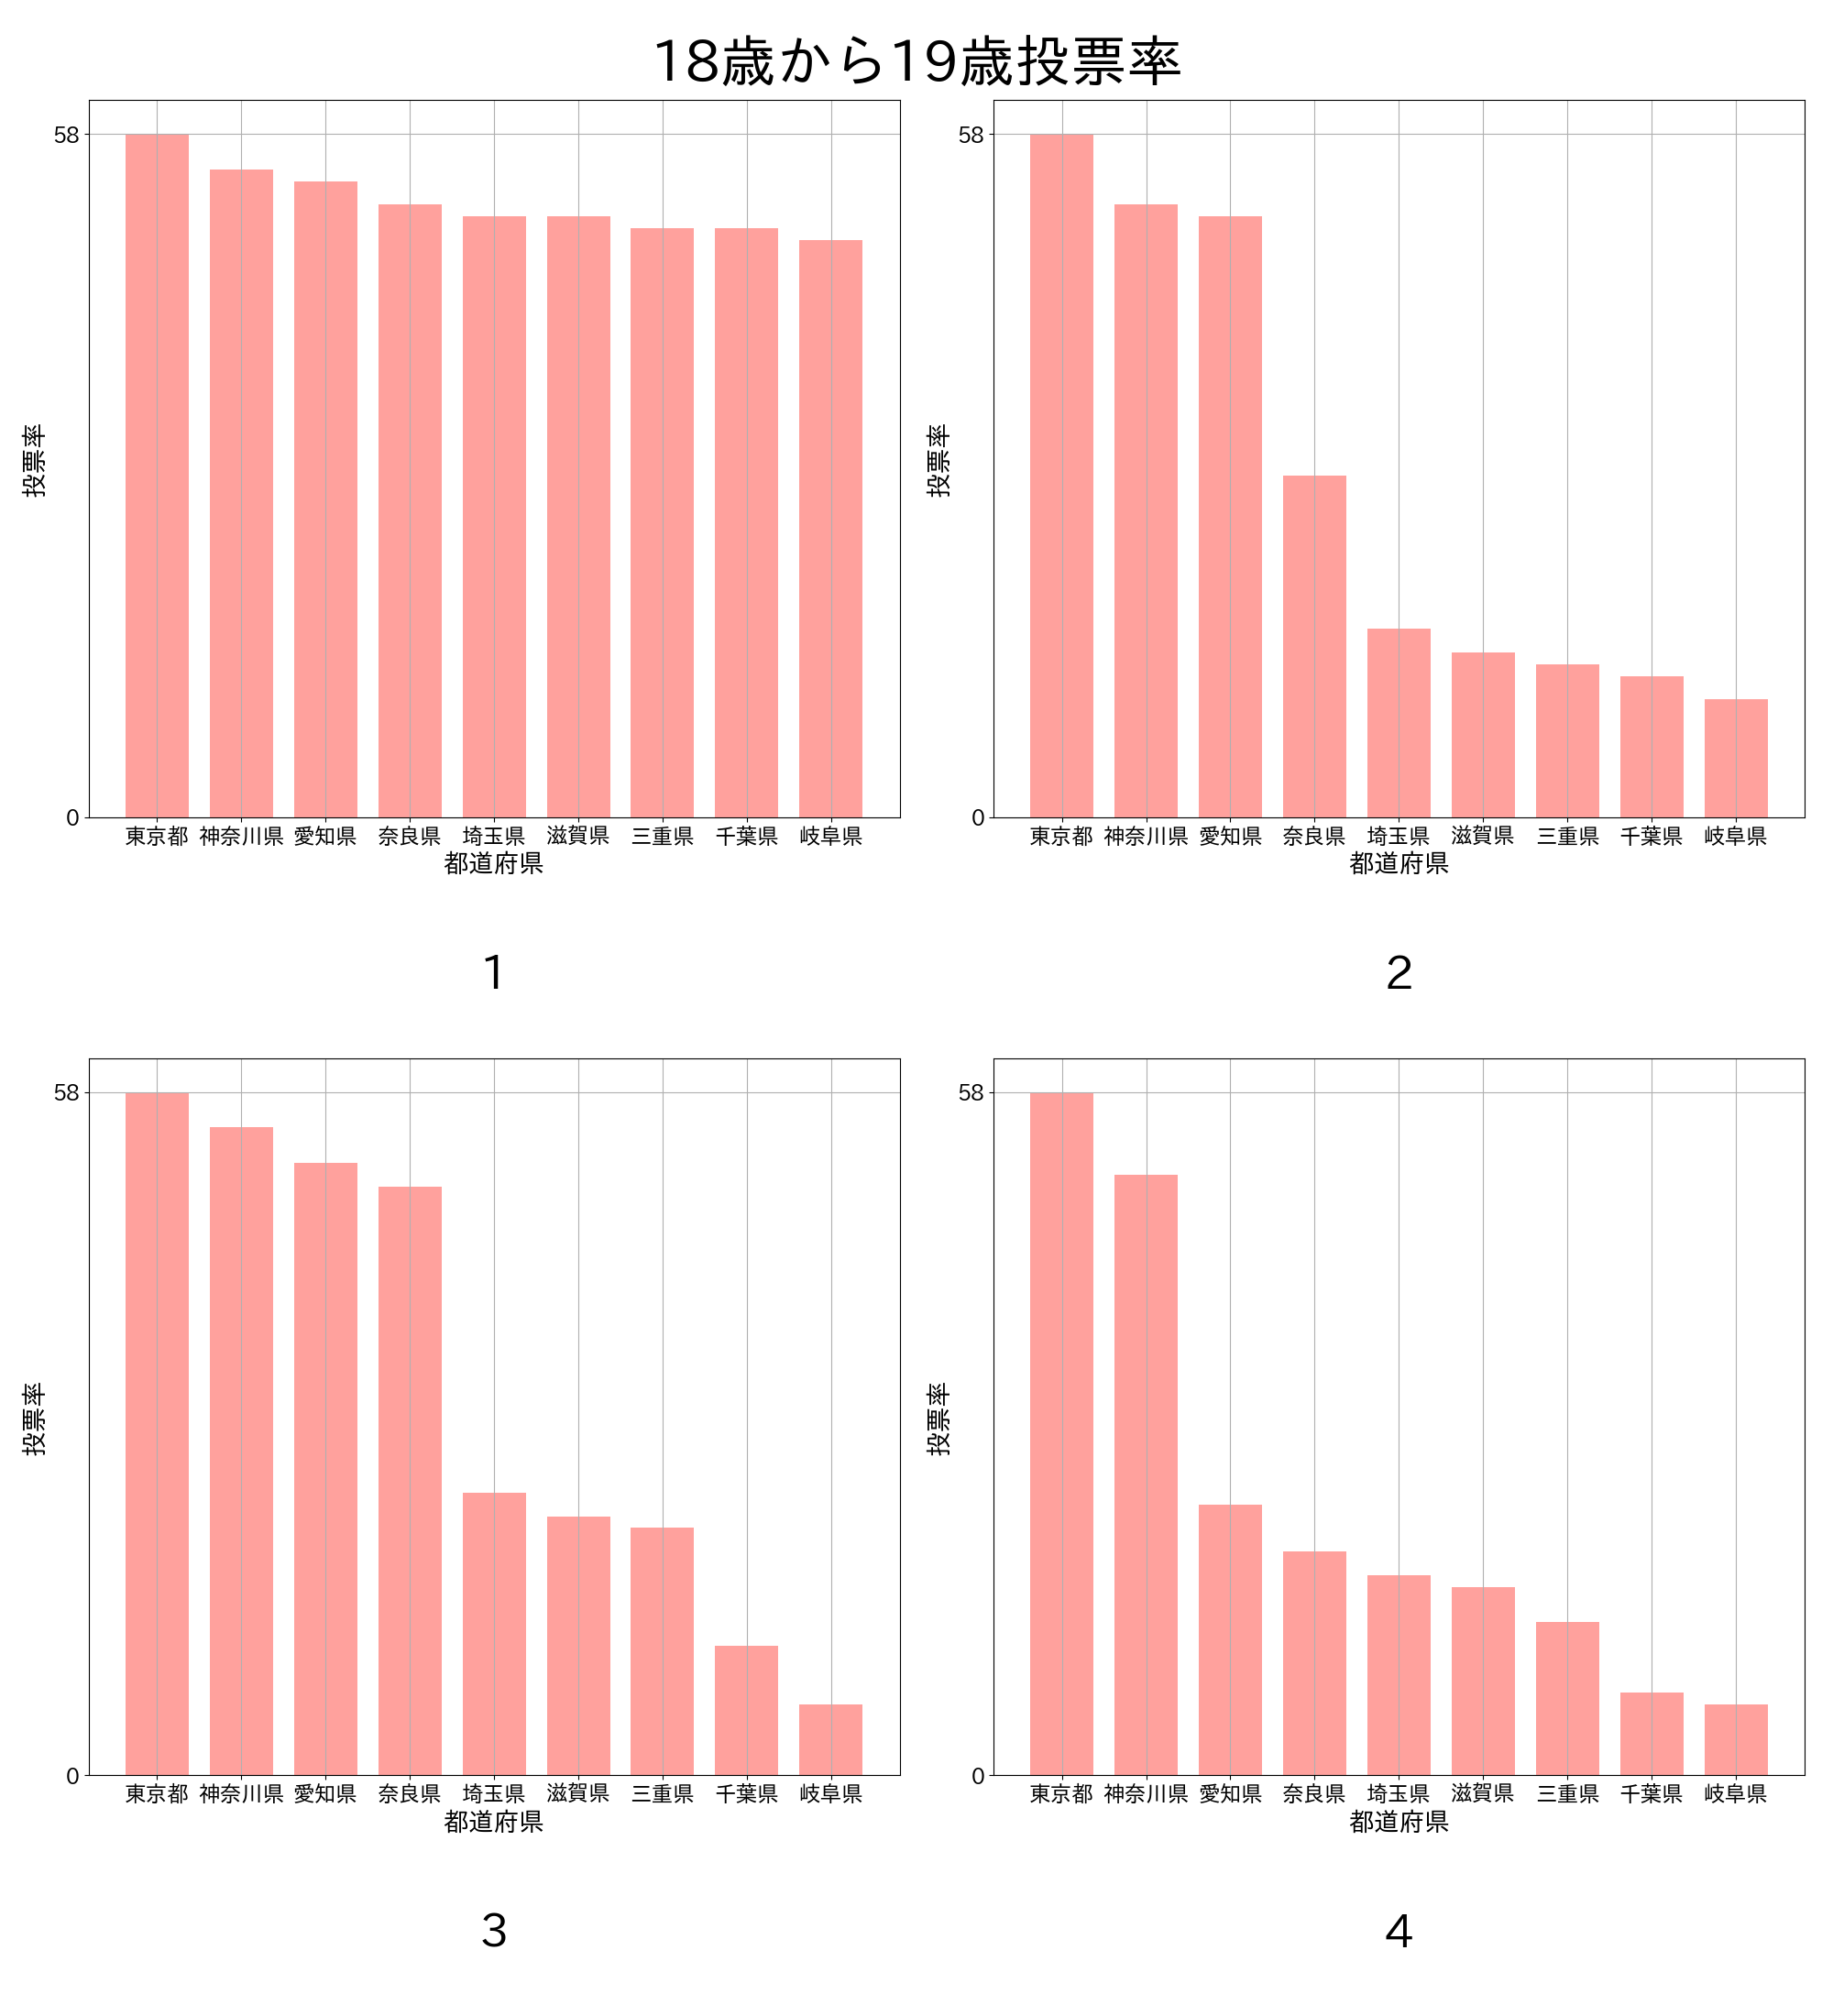 18歳から19歳投票率
58
0
投票率
東京都 神奈川県 愛知県 奈良県 埼玉県 滋賀県 三重県 千葉県 岐阜県
都道府県
1
58
0
投票率
東京都 神奈川県 愛知県 奈良県 埼玉県 滋賀県 三重県 千葉県 岐阜県
都道府県
2
58
0
投票率
東京都 神奈川県 愛知県 奈良県 埼玉県 滋賀県 三重県 千葉県 岐阜県
都道府県
3
58
0
投票率
東京都 神奈川県 愛知県 奈良県 埼玉県 滋賀県 三重県 千葉県 岐阜県
都道府県
4